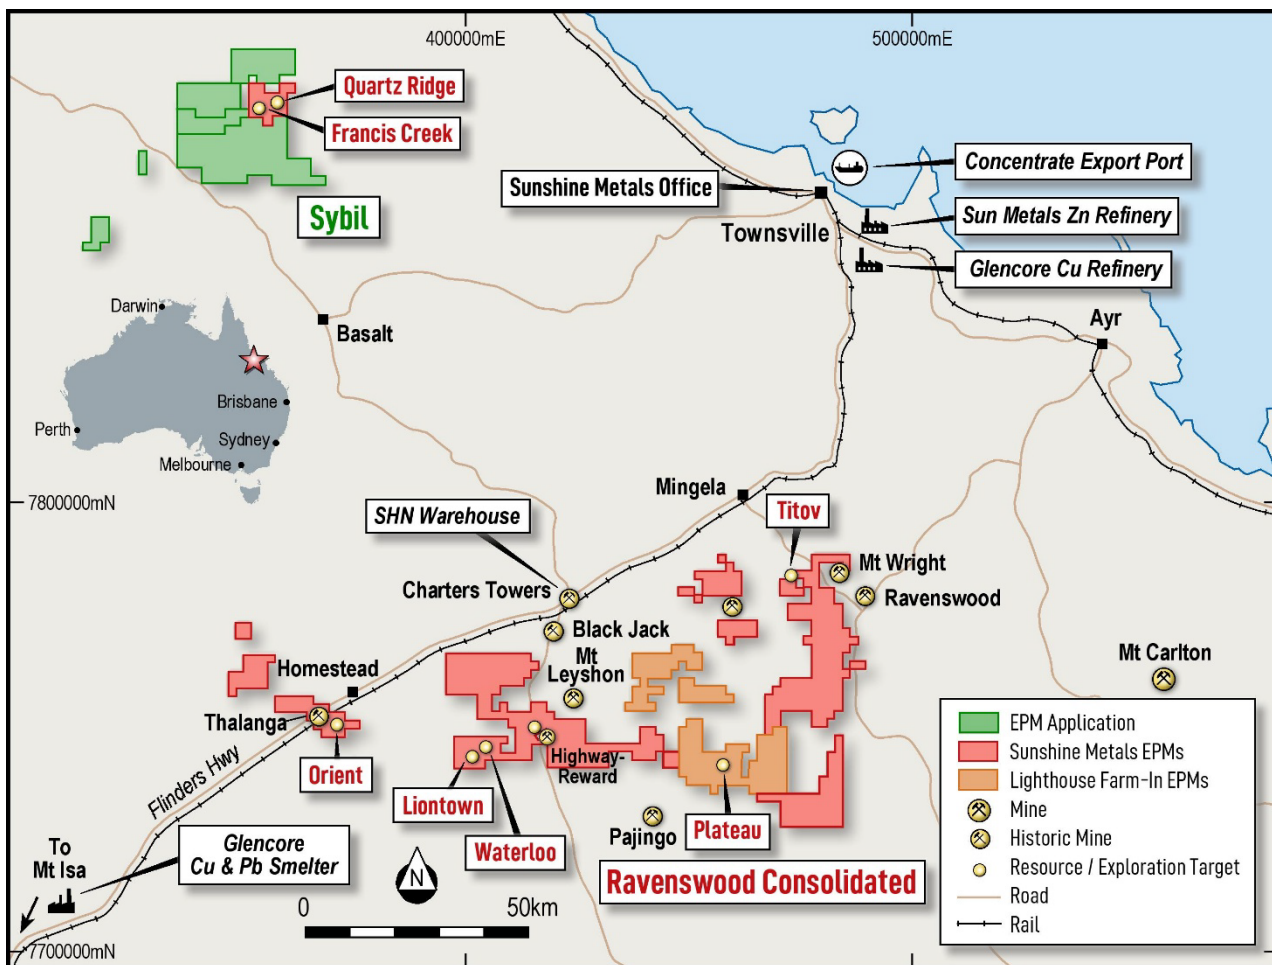 400000mE
500000mE
Quartz Ridge
Francis Creek
Sybil
Sunshine Metals Office
Townsville
Concentrate Export Port
Sun Metals Zn Refinery
Glencore Cu Refinery
Ayr
Basalt
Darwin
Brisbane
Perth
Sydney
Melbourne
7800000mN
Mingela
SHN Warehouse
Titov
Charters Towers
Mt Wright
Ravenswood
Black Jack
Mt
Leyshon
Homestead
Mt Carlton
Thalanga
Orient
Flinders Hwy
Highway-
Reward
Liontown
Waterloo
Pajingo
Plateau
Ravenswood Consolidated
To
Mt Isa
Glencore
Cu & Pb Smelter
N
0
50km
7700000mN
EPM Application
Sunshine Metals EPMs
Lighthouse Farm-In EPMs
Mine
Historic Mine
Resource / Exploration Target
Road
Rail